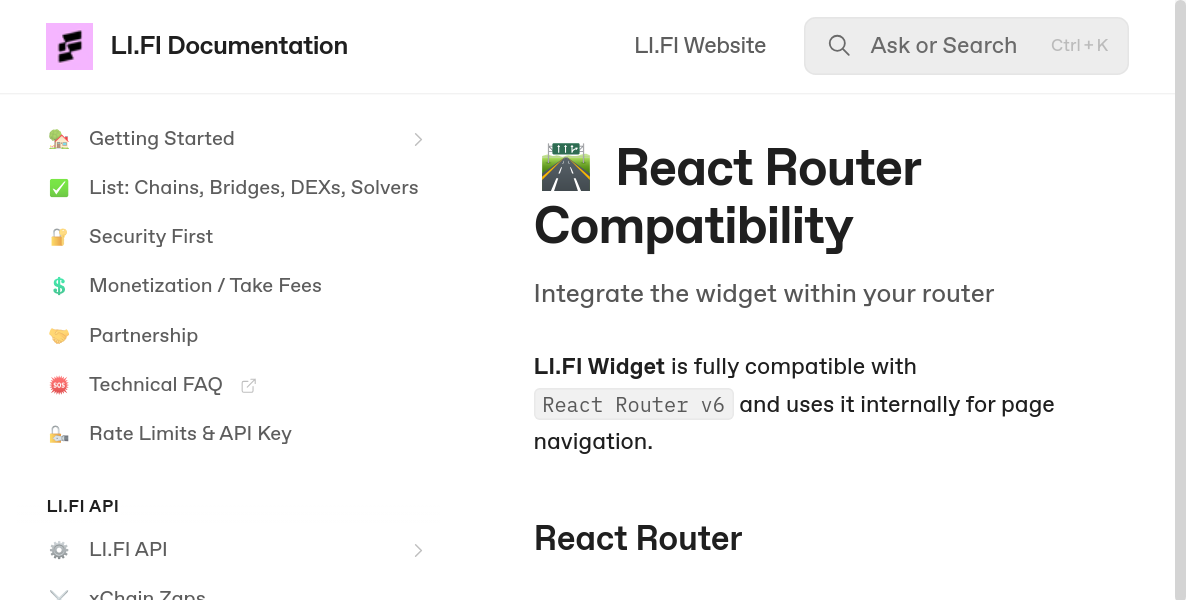 LI.FI Documentation
LI.FI Website
Ask or Search
Ctrl + K
Getting Started
List: Chains, Bridges, DEXs, Solvers
Security First
Monetization / Take Fees
Partnership
Technical FAQ
Rate Limits & API Key
LI.FI API
LI.FI API
xChain Zaps
React Router
Compatibility
Integrate the widget within your router
LI.FI Widget is fully compatible with
React Router v6 and uses it internally for page
navigation.
React Router